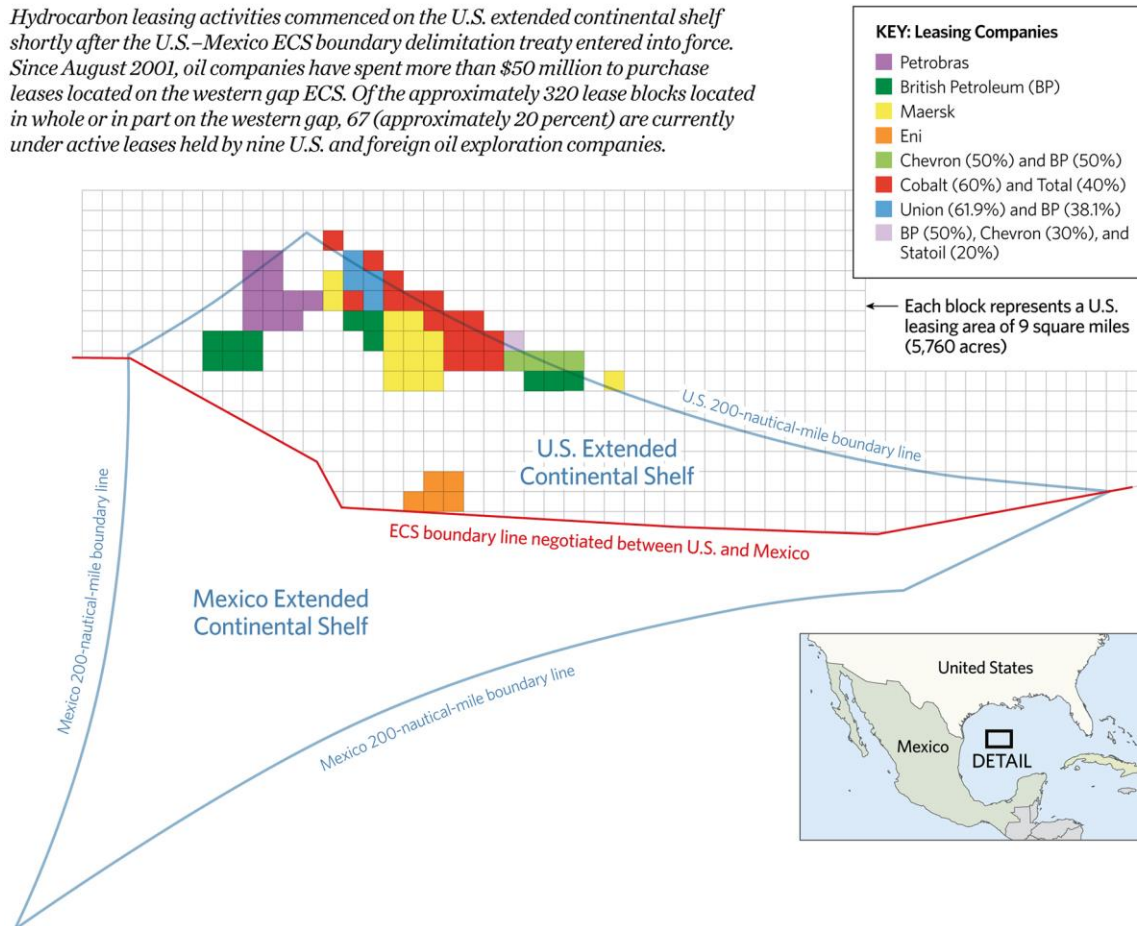 Hydrocarbon leasing activities commenced on the U.S. extended continental shelf
shortly after the U.S.–Mexico ECS boundary delimitation treaty entered into force.
Since August 2001, oil companies have spent more than $50 million to purchase
leases located on the western gap ECS. Of the approximately 320 lease blocks located
in whole or in part on the western gap, 67 (approximately 20 percent) are currently
under active leases held by nine U.S. and foreign oil exploration companies.
KEY: Leasing Companies
Petrobras
British Petroleum (BP)
Maersk
Eni
Chevron (50%) and BP (50%)
Cobalt (60%) and Total (40%)
Union (61.9%) and BP (38.1%)
BP (50%), Chevron (30%), and
Statoil (20%)
Each block represents a U.S.
leasing area of 9 square miles
(5,760 acres)
U.S. 200-nautical-mile boundary line
U.S. Extended
Continental Shelf
ECS boundary line negotiated between U.S. and Mexico
Mexico 200-nautical-mile boundary line
Mexico Extended
Continental Shelf
Mexico 200-nautical-mile boundary line
United States
Mexico
DETAIL